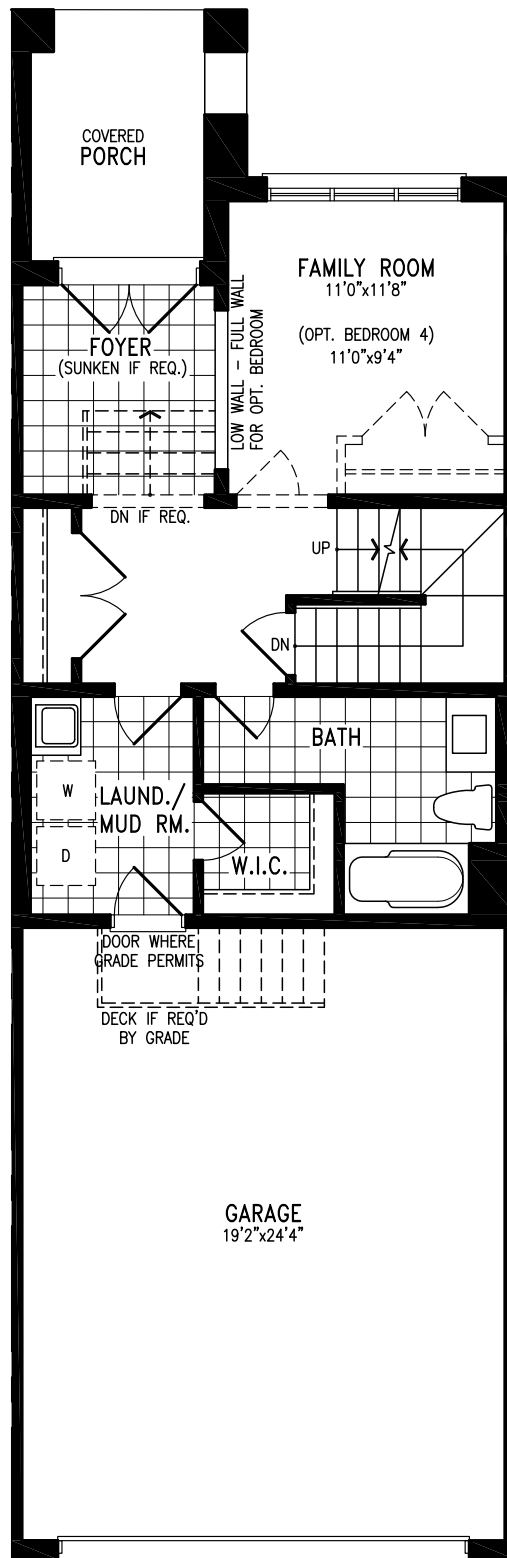 COVERED
PORCH
FAMILY ROOM
11'0"x11'8"
(OPT. BEDROOM 4)
11'0"x9'4"
LOW WALL - FULL WALL
FOR OPT. BEDROOM
FOYER
(SUNKEN IF REQ.)
DN IF REQ.
UP
DN
BATH
W
LAUND./
MUD RM.
D
W.I.C.
DOOR WHERE
GRADE PERMITS
DECK IF REQ'D
BY GRADE
GARAGE
19'2"x24'4"